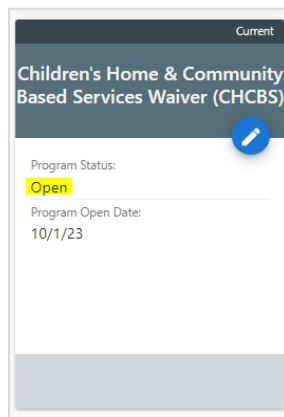 Current
Children's Home & Community
Based Services Waiver (CHCBS)
Program Status:
Open
Program Open Date:
10/1/23